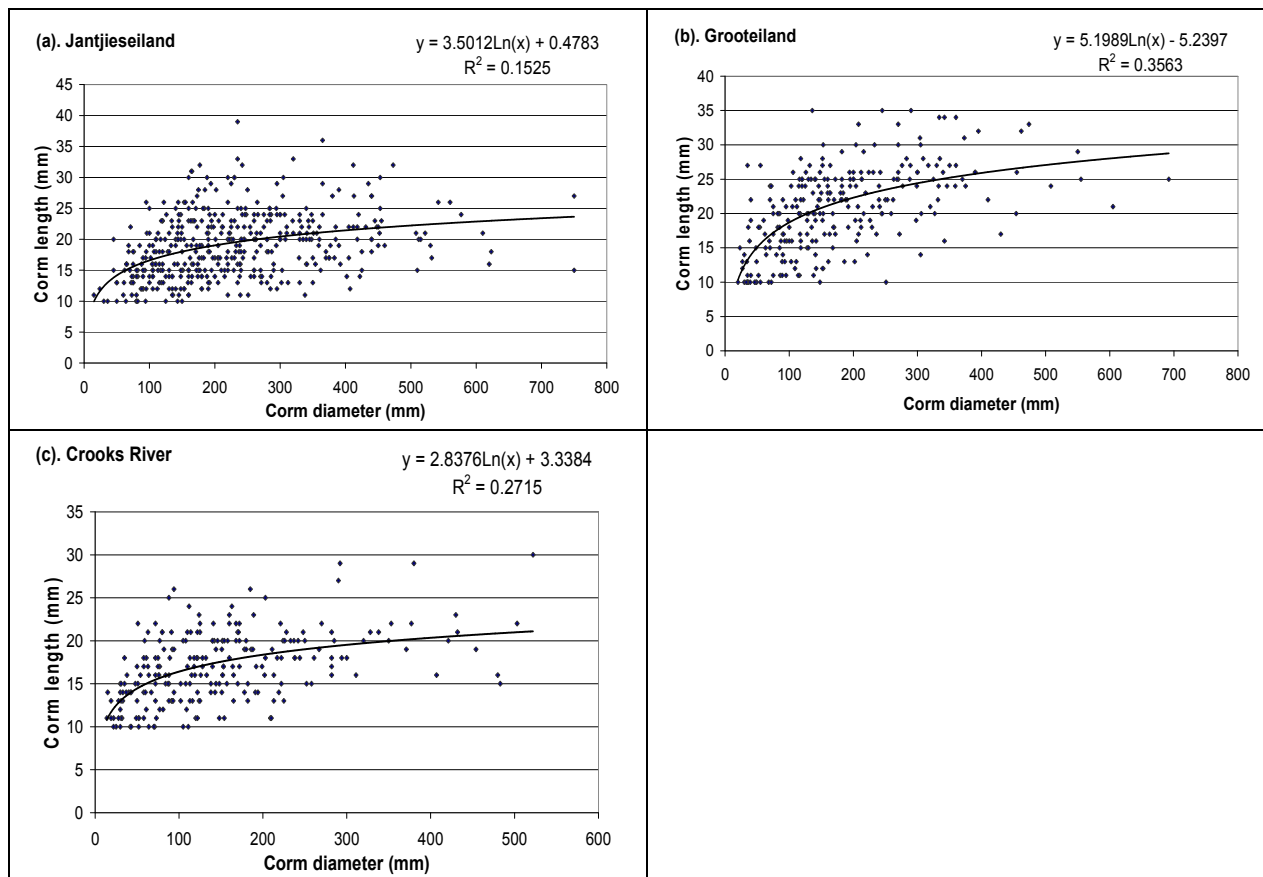 (a). Jantjieseiland
y = 3.5012Ln(x) + 0.4783
R² = 0.1525
Corm length (mm)
45
40
35
30
25
20
15
10
5
0
0 100 200 300 400 500 600 700 800
Corm diameter (mm)
(b). Grooteiland
y = 5.1989Ln(x) - 5.2397
R² = 0.3563
Corm length (mm)
40
35
30
25
20
15
10
5
0
0 100 200 300 400 500 600 700 800
Corm diameter (mm)
(c). Crooks River
y = 2.8376Ln(x) + 3.3384
R² = 0.2715
Corm length (mm)
35
30
25
20
15
10
5
0
0 100 200 300 400 500 600
Corm diameter (mm)